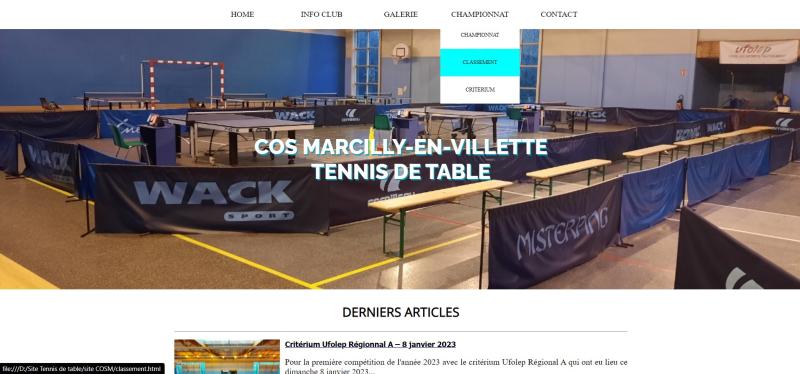 HOME INFO CLUB GALERIE CHAMPIONNAT CONTACT
CHAMPIONNAT
CLASSEMENT
CRITERIUM
ufolep
COS MARCILLY-EN-VILLETTE
TENNIS DE TABLE
WACK
SPORT
MISTERPING
DERNIERS ARTICLES
Critérium Ufolep Régionnal A – 8 janvier 2023
Pour la première compétition de l'année 2023 avec le critérium Ufolep Régional A qui ont eu lieu ce
dimanche 8 janvier 2023...
file:///D:/Site Tennis de table/site COSM/classement.html